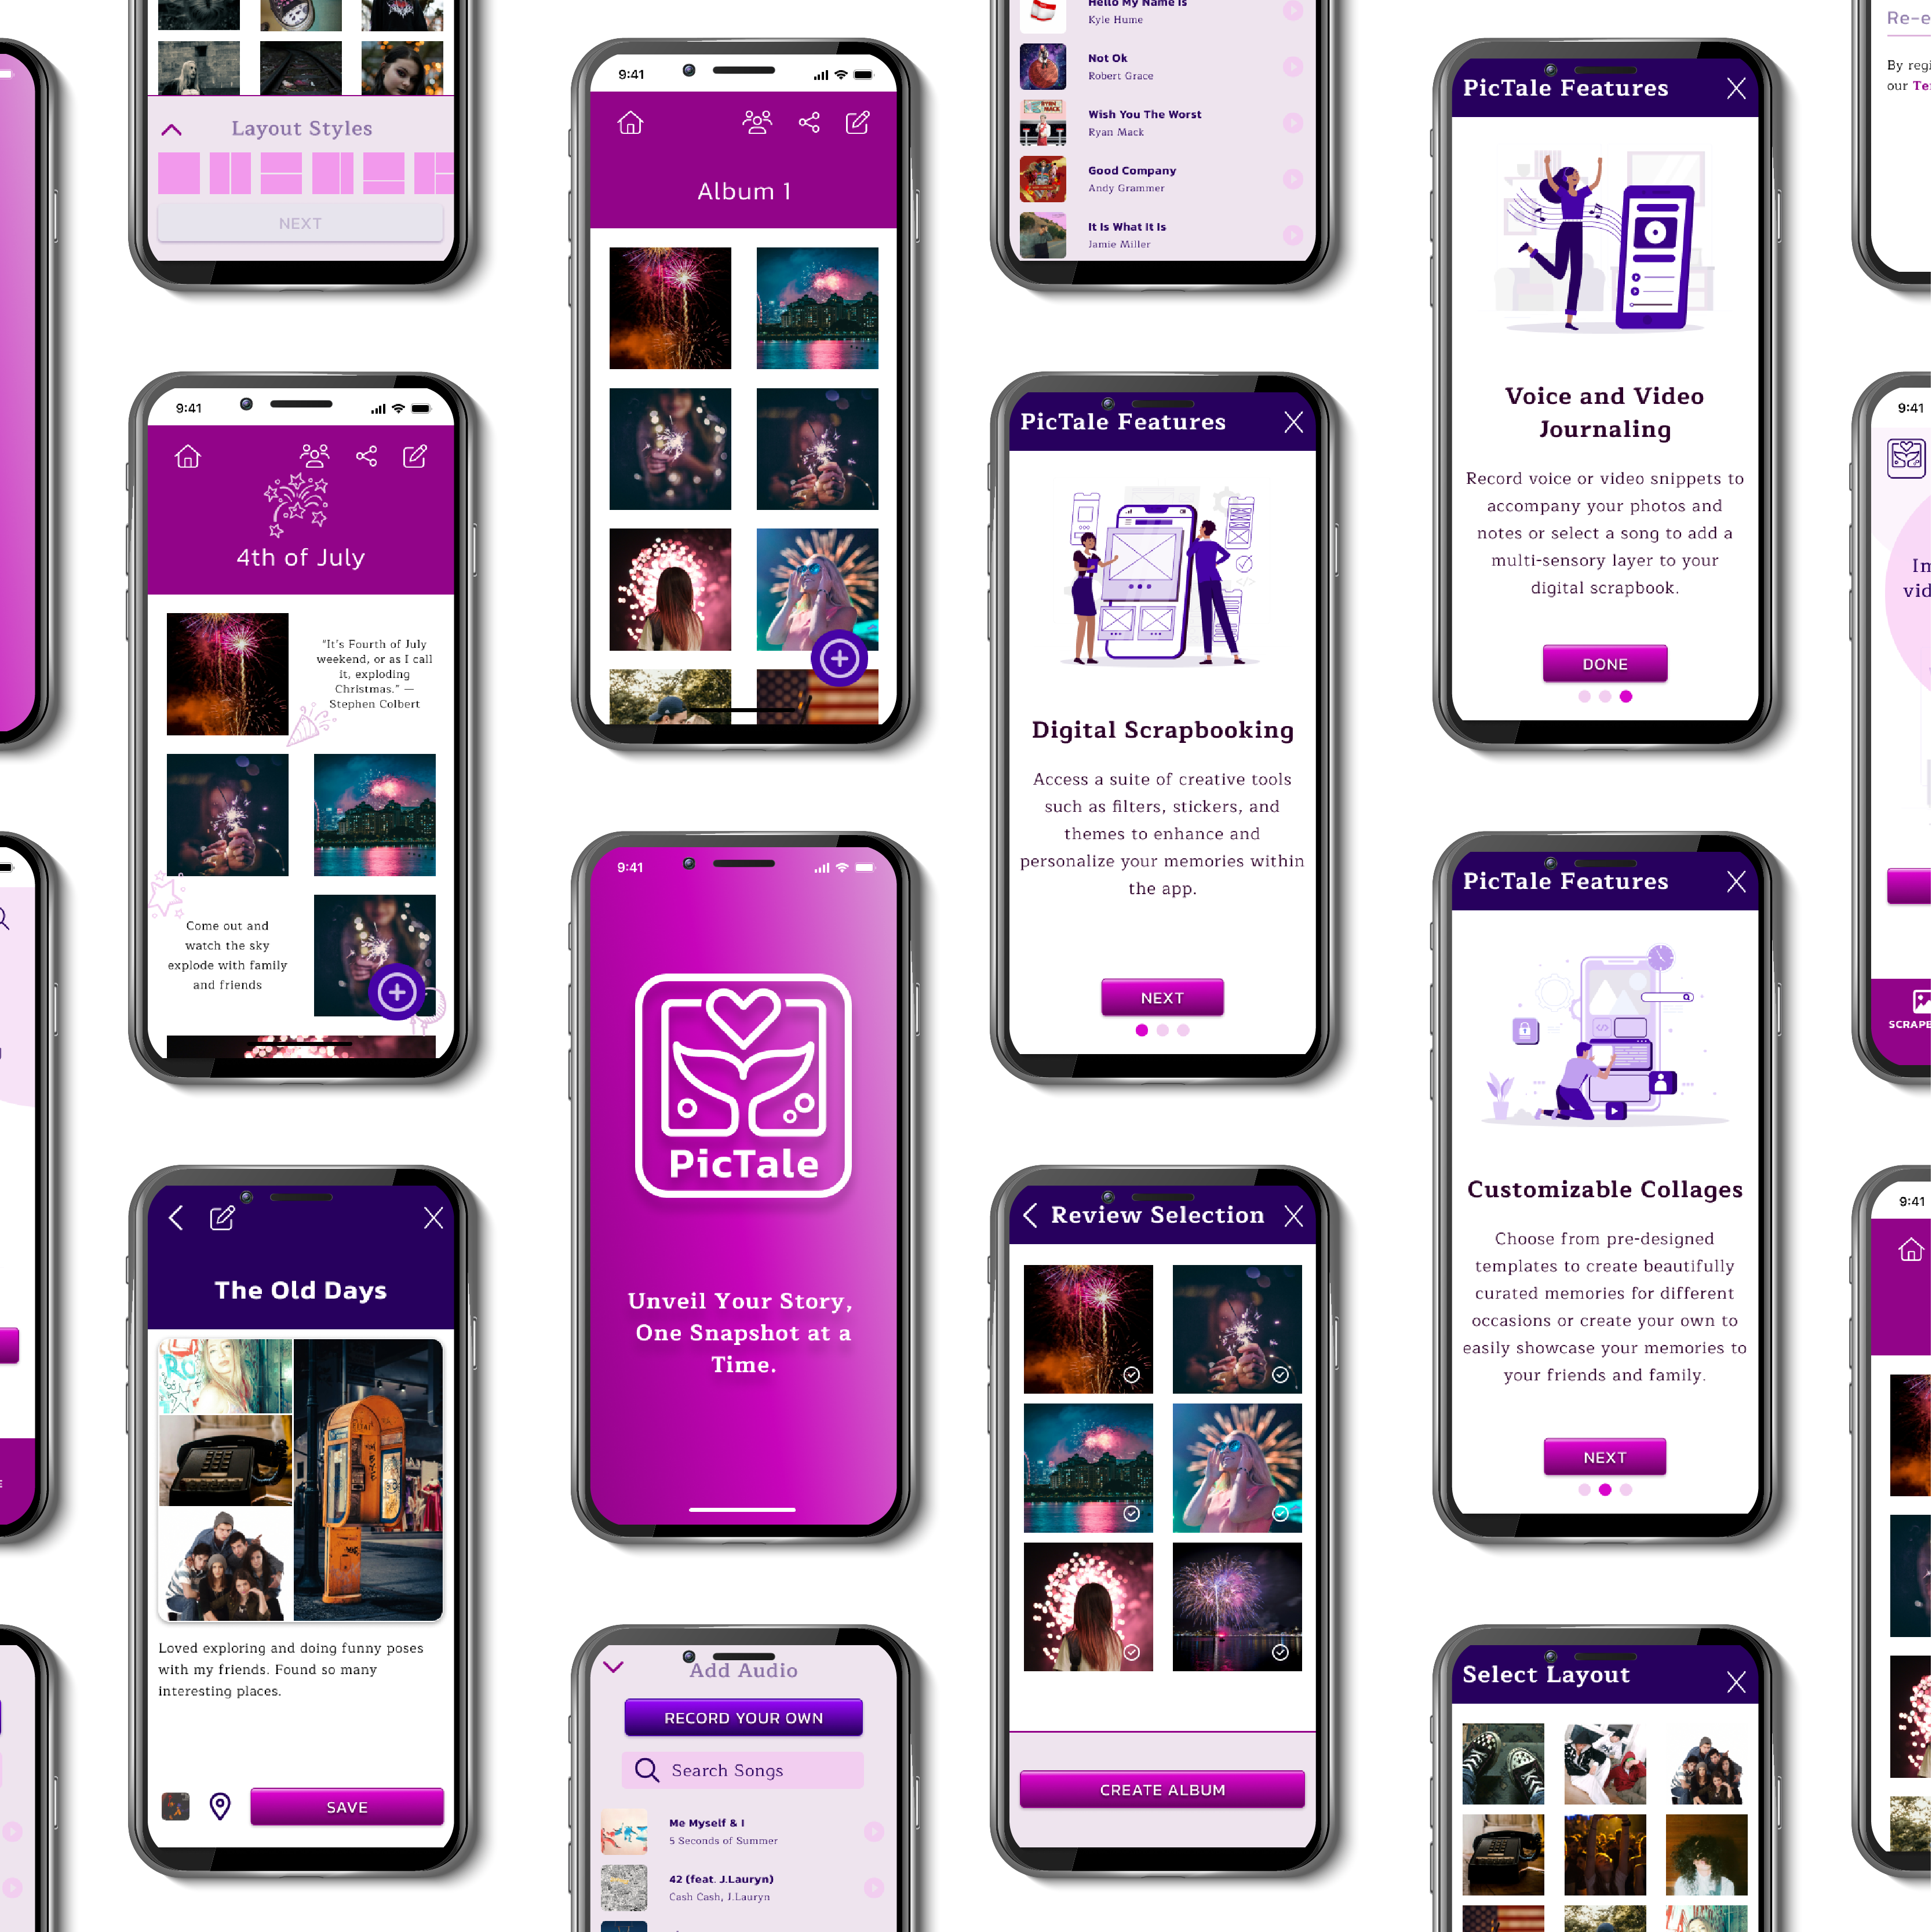 Layout Styles
NEXT
9:41
4th of July
"It's Fourth of July
weekend, or as I call
it, exploding
Christmas." —
Stephen Colbert
Come out and
watch the sky
explode with family
and friends
The Old Days
Loved exploring and doing funny poses
with my friends. Found so many
interesting places.
SAVE
9:41
Album 1
9:41
PicTale
Unveil Your Story,
One Snapshot at a
Time.
Add Audio
RECORD YOUR OWN
Search Songs
Me Myself & I
5 Seconds of Summer
42 (feat. J.Lauryn)
Cash Cash, J.Lauryn
Hello My Name Is
Kyle Hume
Not Ok
Robert Grace
Wish You The Worst
Ryan Mack
Good Company
Andy Grammer
It Is What It Is
Jamie Miller
PicTale Features
Digital Scrapbooking
Access a suite of creative tools
such as filters, stickers, and
themes to enhance and
personalize your memories within
the app.
NEXT
Review Selection
CREATE ALBUM
PicTale Features
Voice and Video
Journaling
Record voice or video snippets to
accompany your photos and
notes or select a song to add a
multi-sensory layer to your
digital scrapbook.
DONE
PicTale Features
Customizable Collages
Choose from pre-designed
templates to create beautifully
curated memories for different
occasions or create your own to
easily showcase your memories to
your friends and family.
NEXT
Select Layout
Re-e
By regi
our Te
9:41
Im
vid
SCRAPE
9:41